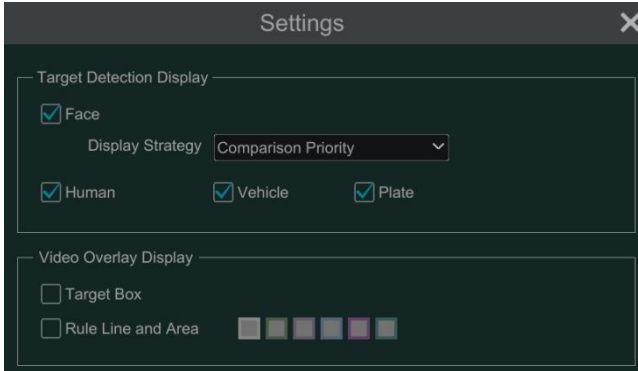 Settings
Target Detection Display
Face
Display Strategy Comparison Priority
Human Vehicle Plate
Video Overlay Display
Target Box
Rule Line and Area